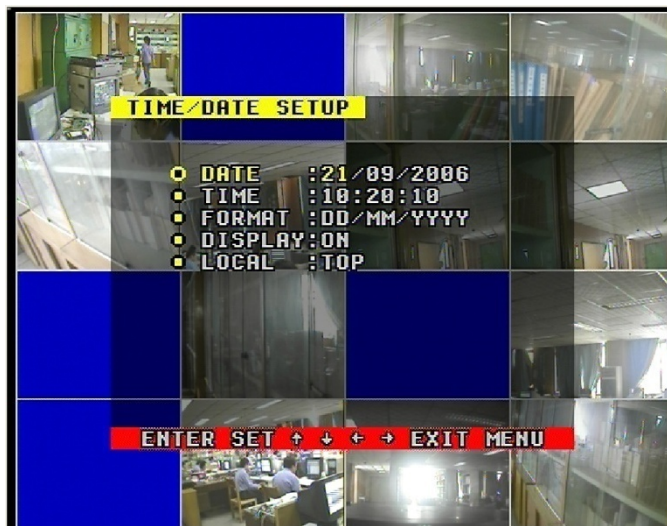 TIME/DATE SETUP
DATE :21/09/2006
TIME :10:20:10
FORMAT :DD/MM/YYYY
DISPLAY:ON
LOCAL :TOP
ENTER SET ↑ ↓ ← → EXIT MENU